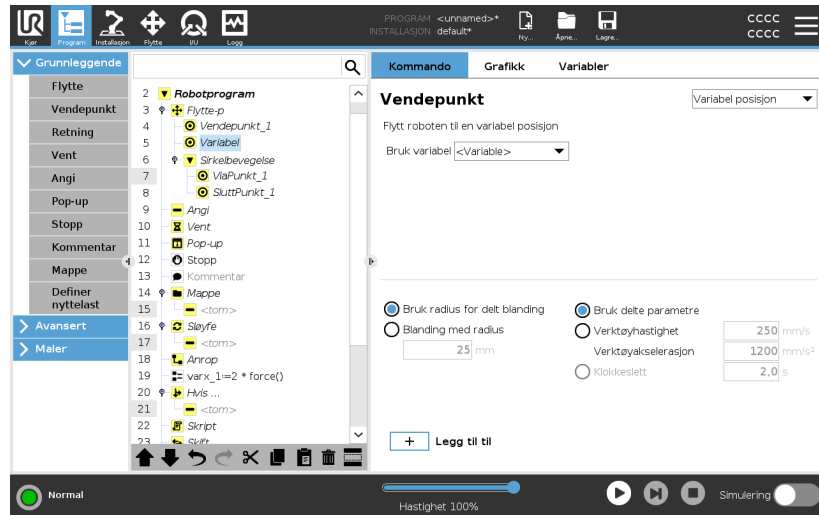 PROGRAM <unnamed>*
INSTALLASJON default*
Kjør
Program
Installasjon
Flytte
I/U
Logg
Ny...
Åpne...
Lagre...
CCCC
CCCC
Grunnleggende
Flytte
Vendepunkt
Retning
Vent
Angi
Pop-up
Stopp
Kommentar
Mappe
Definer
nyttelast
Avansert
Maler
2 Robotprogram
3 Flytte-p
4 Vendepunkt_1
5 Variabel
6 Sirkelbevegelse
7 ViaPunkt_1
8 SluttPunkt_1
9 Angi
10 Vent
11 Pop-up
12 Stopp
13 Kommentar
14 Mappe
15 <tom>
16 Sløyfe
17 <tom>
18 Anrop
19 varx_1:=2 * force()
20 Hvis ...
21 <tom>
22 Skript
23 Skift
Kommando Grafikk Variabler
Vendepunkt
Variabel posisjon
Flytt roboten til en variabel posisjon
Bruk variabel <Variable>
Bruk radius for delt blanding
Blanding med radius
25 mm
Bruk delte parametre
Verktøyhastighet 250 mm/s
Verktøyakselerasjon 1200 mm/s²
Klokkeslett 2,0 s
+ Legg til til
Normal
Hastighet 100%
Simulering